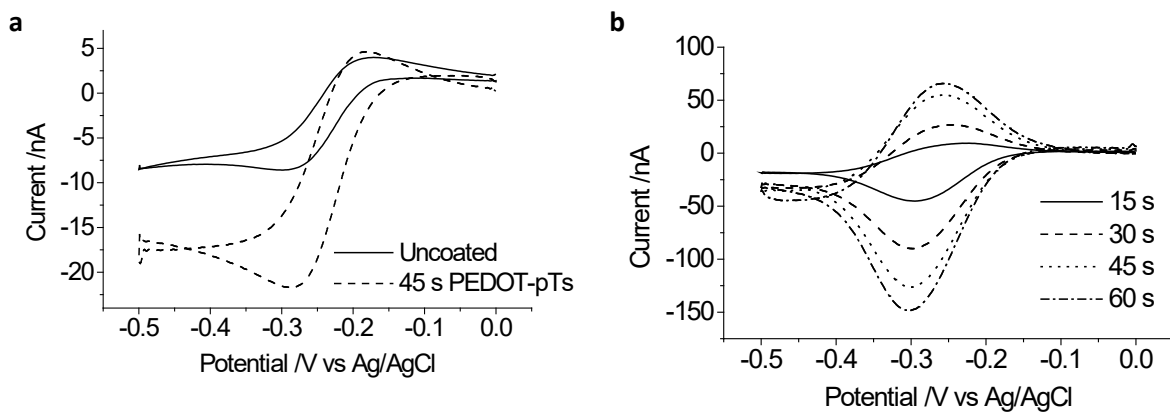 a
5
0
-5
-10
-15
-20
Current /nA
-0.5 -0.4 -0.3 -0.2 -0.1 0.0
Potential /V vs Ag/AgCl
Uncoated
45 s PEDOT-pTs
b
100
50
0
-50
-100
-150
Current /nA
-0.5 -0.4 -0.3 -0.2 -0.1 0.0
Potential /V vs Ag/AgCl
15 s
30 s
45 s
60 s